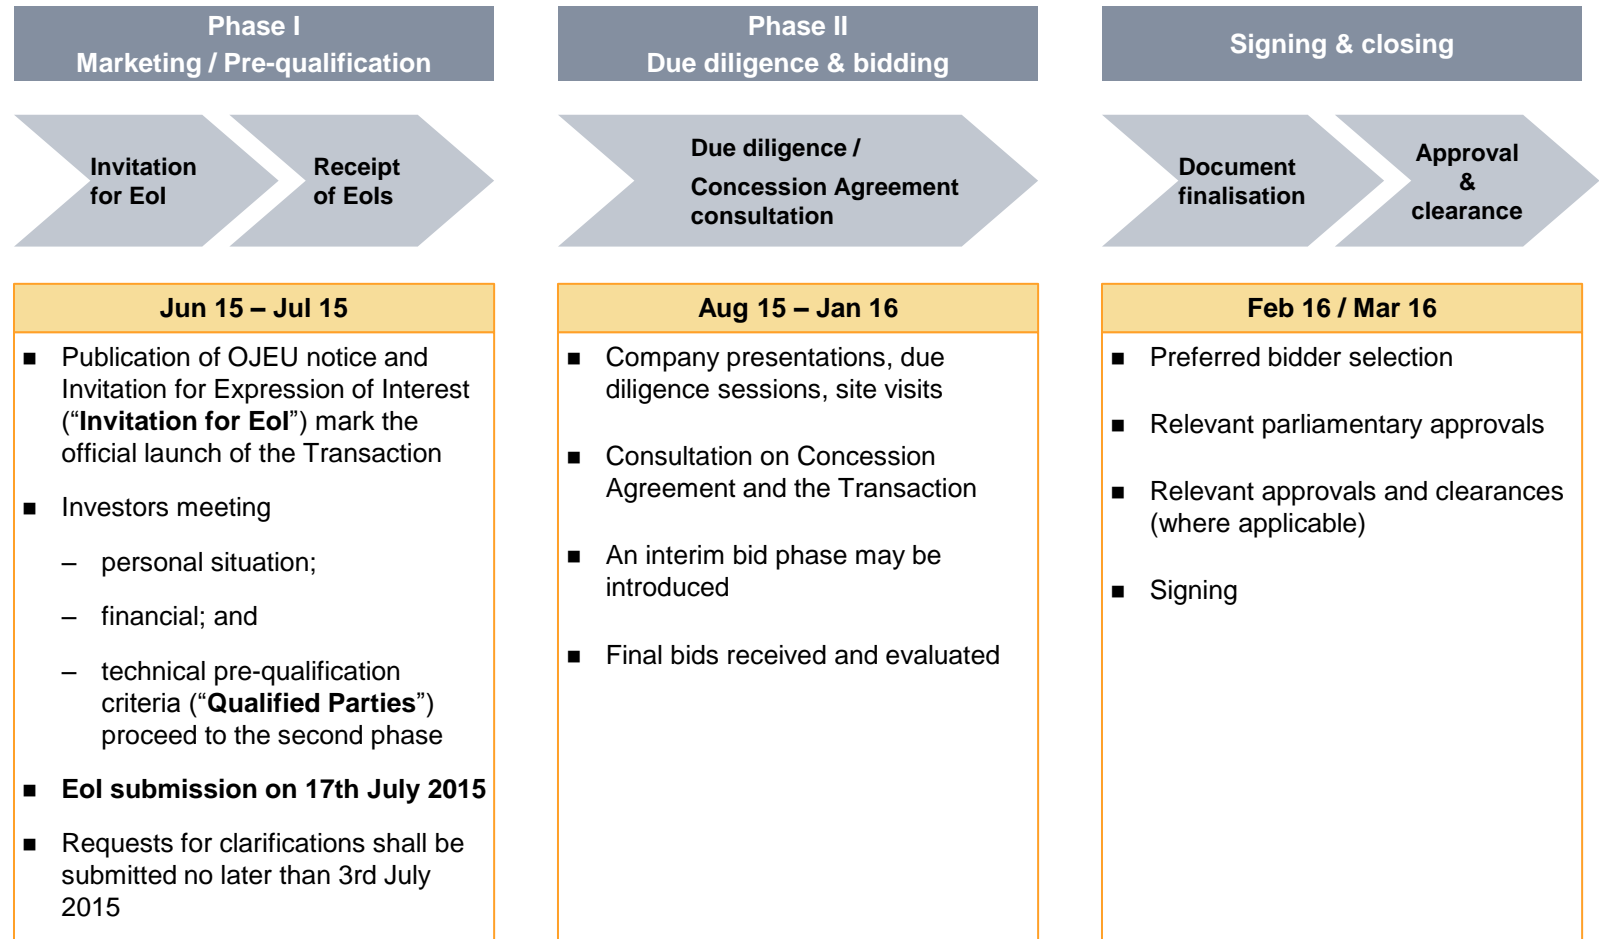 Phase I
Marketing / Pre-qualification
Phase II
Due diligence & bidding
Signing & closing
Invitation
for EoI
Receipt
of EoIs
Due diligence /
Concession Agreement
consultation
Document
finalisation
Approval
&
clearance
Jun 15 – Jul 15
■ Publication of OJEU notice and
Invitation for Expression of Interest
(“Invitation for EoI”) mark the
official launch of the Transaction
■ Investors meeting
– personal situation;
– financial; and
– technical pre-qualification
criteria (“Qualified Parties”)
proceed to the second phase
■ EoI submission on 17th July 2015
■ Requests for clarifications shall be
submitted no later than 3rd July
2015
Aug 15 – Jan 16
■ Company presentations, due
diligence sessions, site visits
■ Consultation on Concession
Agreement and the Transaction
■ An interim bid phase may be
introduced
■ Final bids received and evaluated
Feb 16 / Mar 16
■ Preferred bidder selection
■ Relevant parliamentary approvals
■ Relevant approvals and clearances
(where applicable)
■ Signing